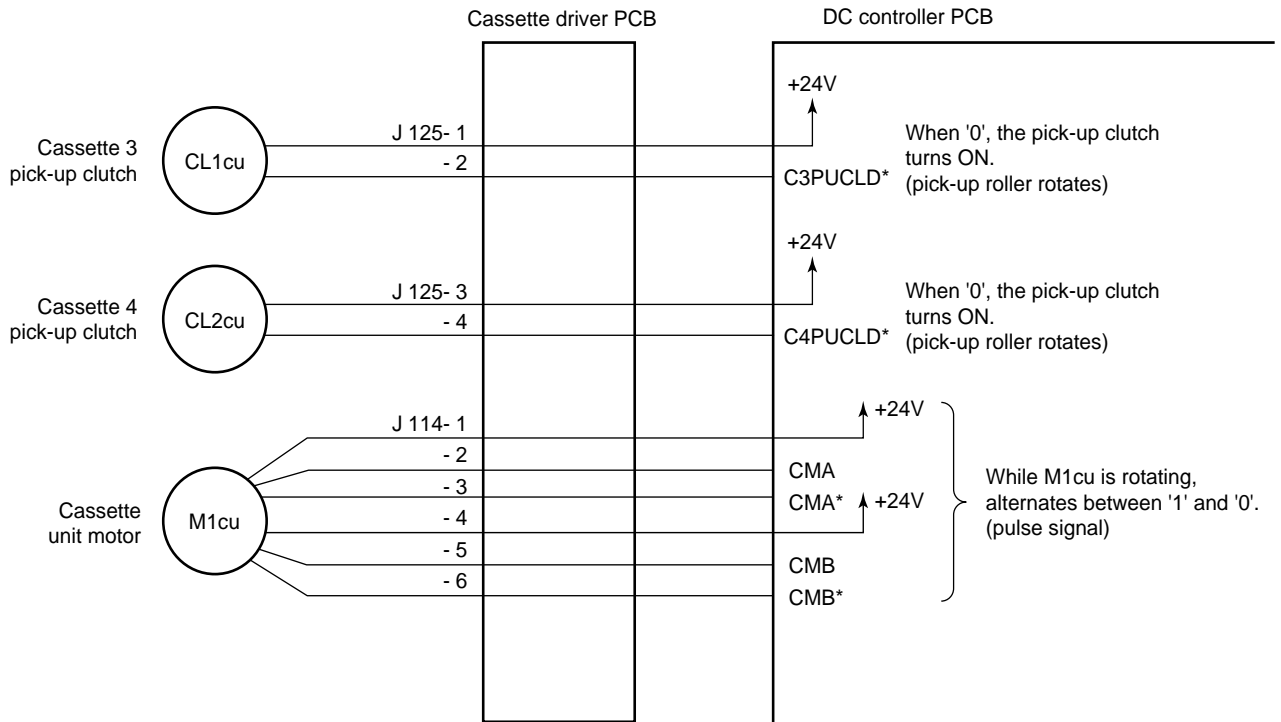 Cassette driver PCB
DC controller PCB
+24V
Cassette 3
pick-up clutch
CL1cu
J 125- 1
- 2
C3PUCLD*
When '0', the pick-up clutch
turns ON.
(pick-up roller rotates)
+24V
Cassette 4
pick-up clutch
CL2cu
J 125- 3
- 4
C4PUCLD*
When '0', the pick-up clutch
turns ON.
(pick-up roller rotates)
Cassette
unit motor
M1cu
J 114- 1
- 2
- 3
- 4
- 5
- 6
+24V
CMA
CMA*
+24V
CMB
CMB*
While M1cu is rotating,
alternates between '1' and '0'.
(pulse signal)